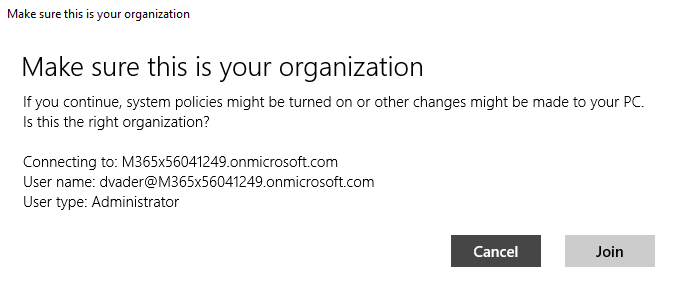 Make sure this is your organization
Make sure this is your organization
If you continue, system policies might be turned on or other changes might be made to your PC.
Is this the right organization?
Connecting to: M365x56041249.onmicrosoft.com
User name: dvader@M365x56041249.onmicrosoft.com
User type: Administrator
Cancel Join